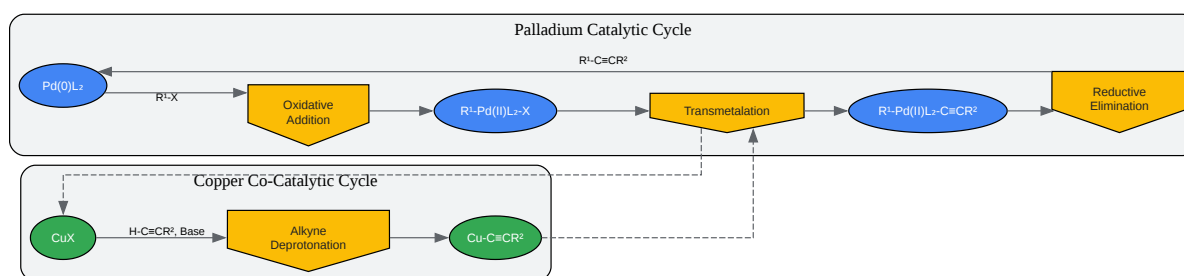 Palladium Catalytic Cycle
R¹-C≡CR²
Pd(0)L₂
R¹-X
Oxidative
Addition
R¹-Pd(II)L₂-X
Transmetalation
R¹-Pd(II)L₂-C≡CR²
Reductive
Elimination
Copper Co-Catalytic Cycle
CuX
H-C≡CR², Base
Alkyne
Deprotonation
Cu-C≡CR²